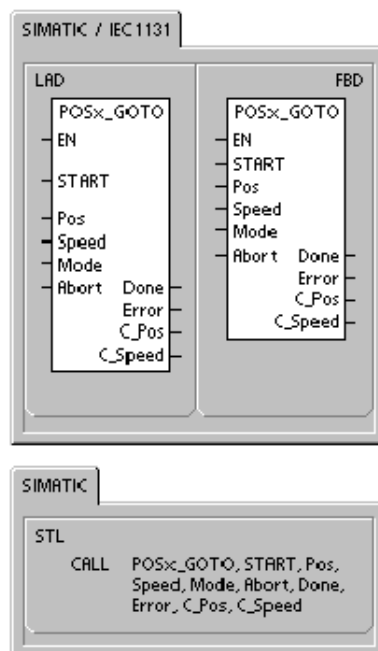 SIMATIC / IEC 1131
LAD
POSx_GOTO
EN
START
Pos
Speed
Mode
Abort Done
Error
C_Pos
C_Speed
FBD
POSx_GOTO
EN
START
Pos
Speed
Mode
Abort Done
Error
C_Pos
C_Speed
SIMATIC
STL
CALL POSx_GOTO, START, Pos,
Speed, Mode, Abort, Done,
Error, C_Pos, C_Speed